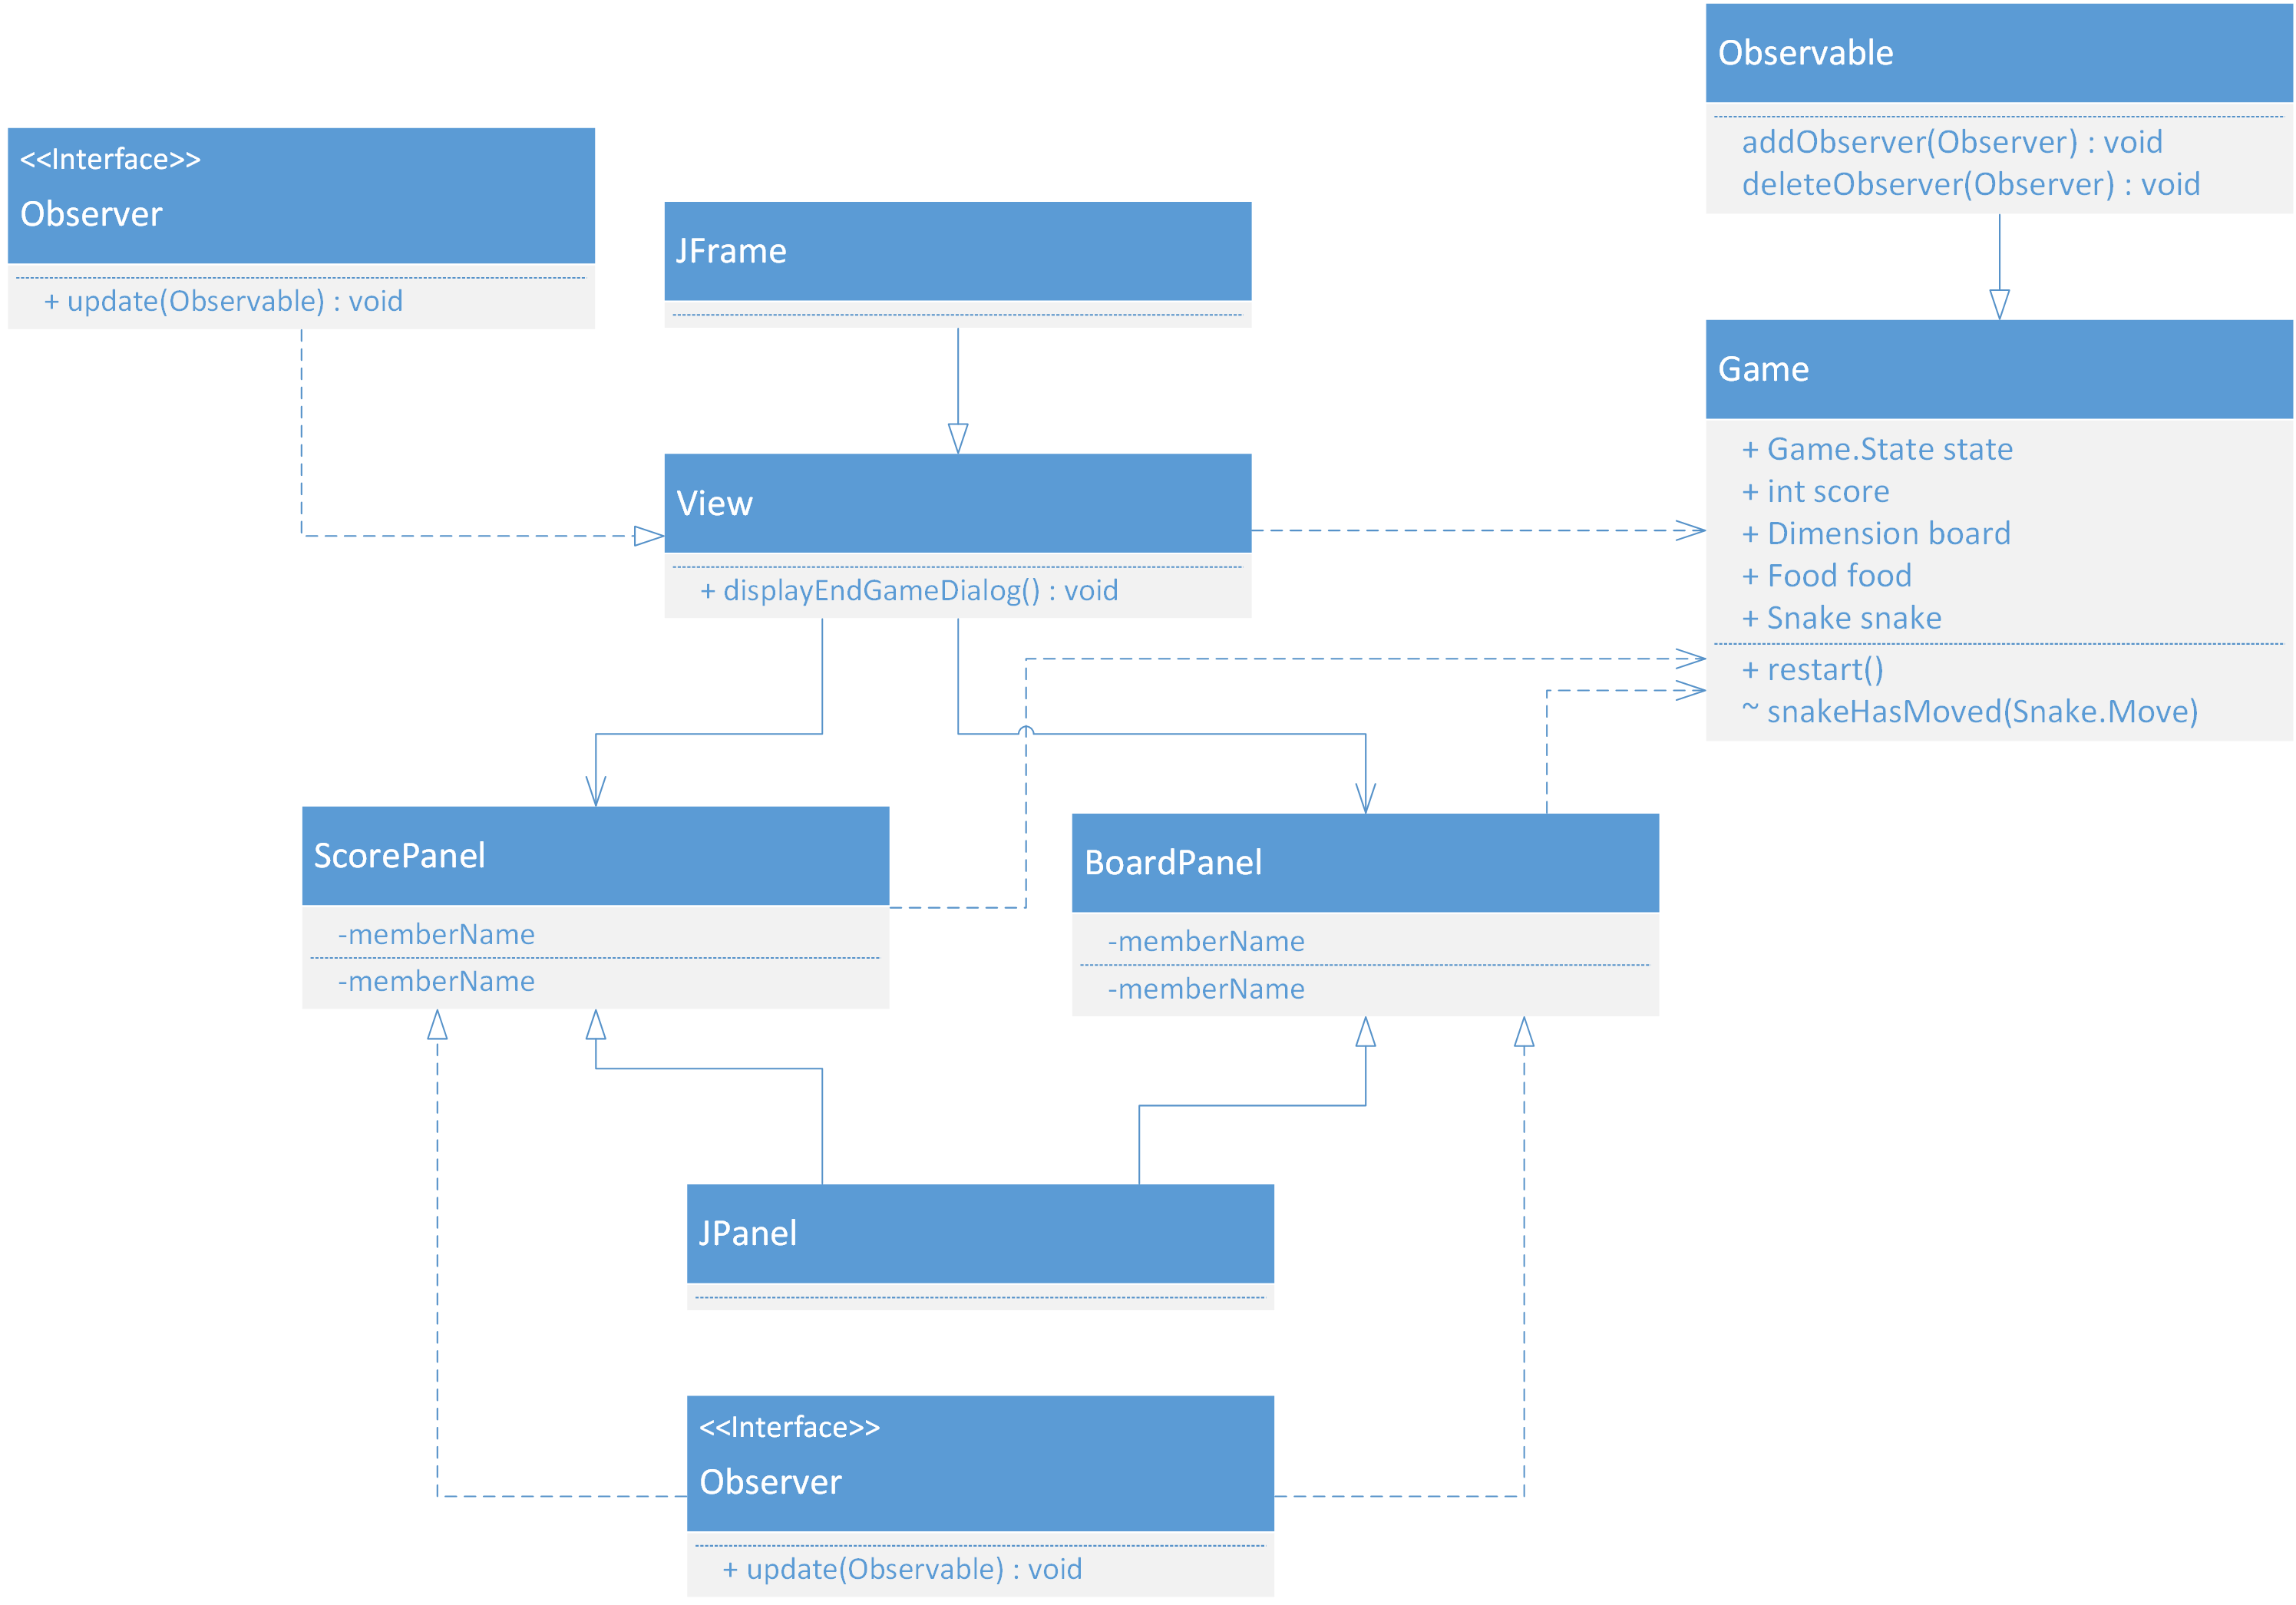 Observable
addObserver(Observer) : void
deleteObserver(Observer) : void
<<Interface>>
Observer
+ update(Observable) : void
JFrame
Game
+ Game.State state
+ int score
+ Dimension board
+ Food food
+ Snake snake
+ restart()
~ snakeHasMoved(Snake.Move)
View
+ displayEndGameDialog() : void
ScorePanel
-memberName
-memberName
BoardPanel
-memberName
-memberName
JPanel
<<Interface>>
Observer
+ update(Observable) : void